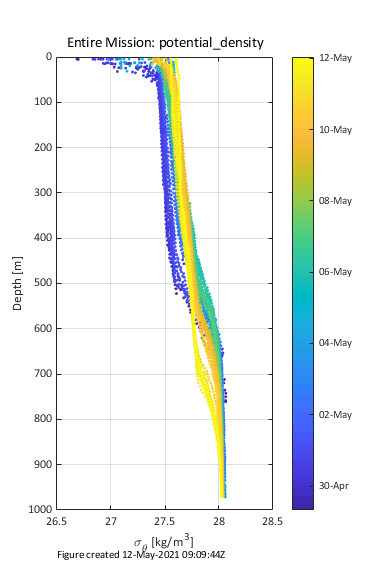 Entire Mission: potential_density
0
100
200
300
400
500
600
700
800
900
1000
Depth [m]
26.5 27 27.5 28 28.5
σθ [kg/m³]
Figure created 12-May-2021 09:09:44Z
12-May
10-May
08-May
06-May
04-May
02-May
30-Apr